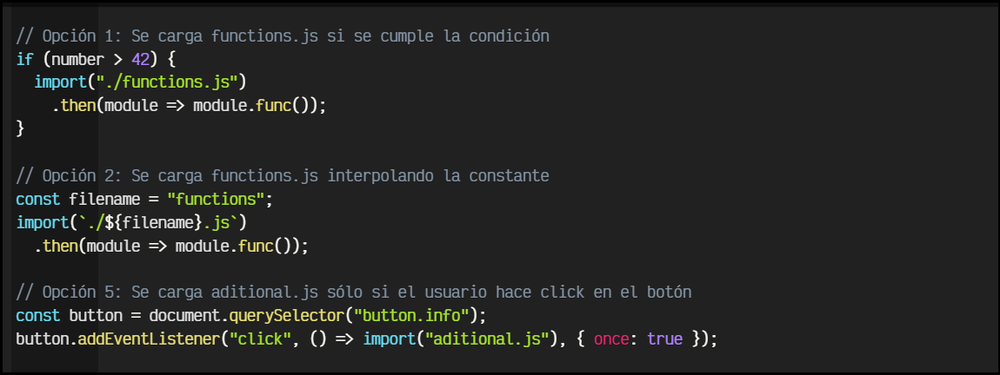 // Opción 1: Se carga functions.js si se cumple la condición
if (number > 42) {
  import("./functions.js")
    .then(module => module.func());
}

// Opción 2: Se carga functions.js interpolando la constante
const filename = "functions";
import(`./${filename}.js`)
  .then(module => module.func());

// Opción 5: Se carga aditional.js sólo si el usuario hace click en el botón
const button = document.querySelector("button.info");
button.addEventListener("click", () => import("aditional.js"), { once: true });